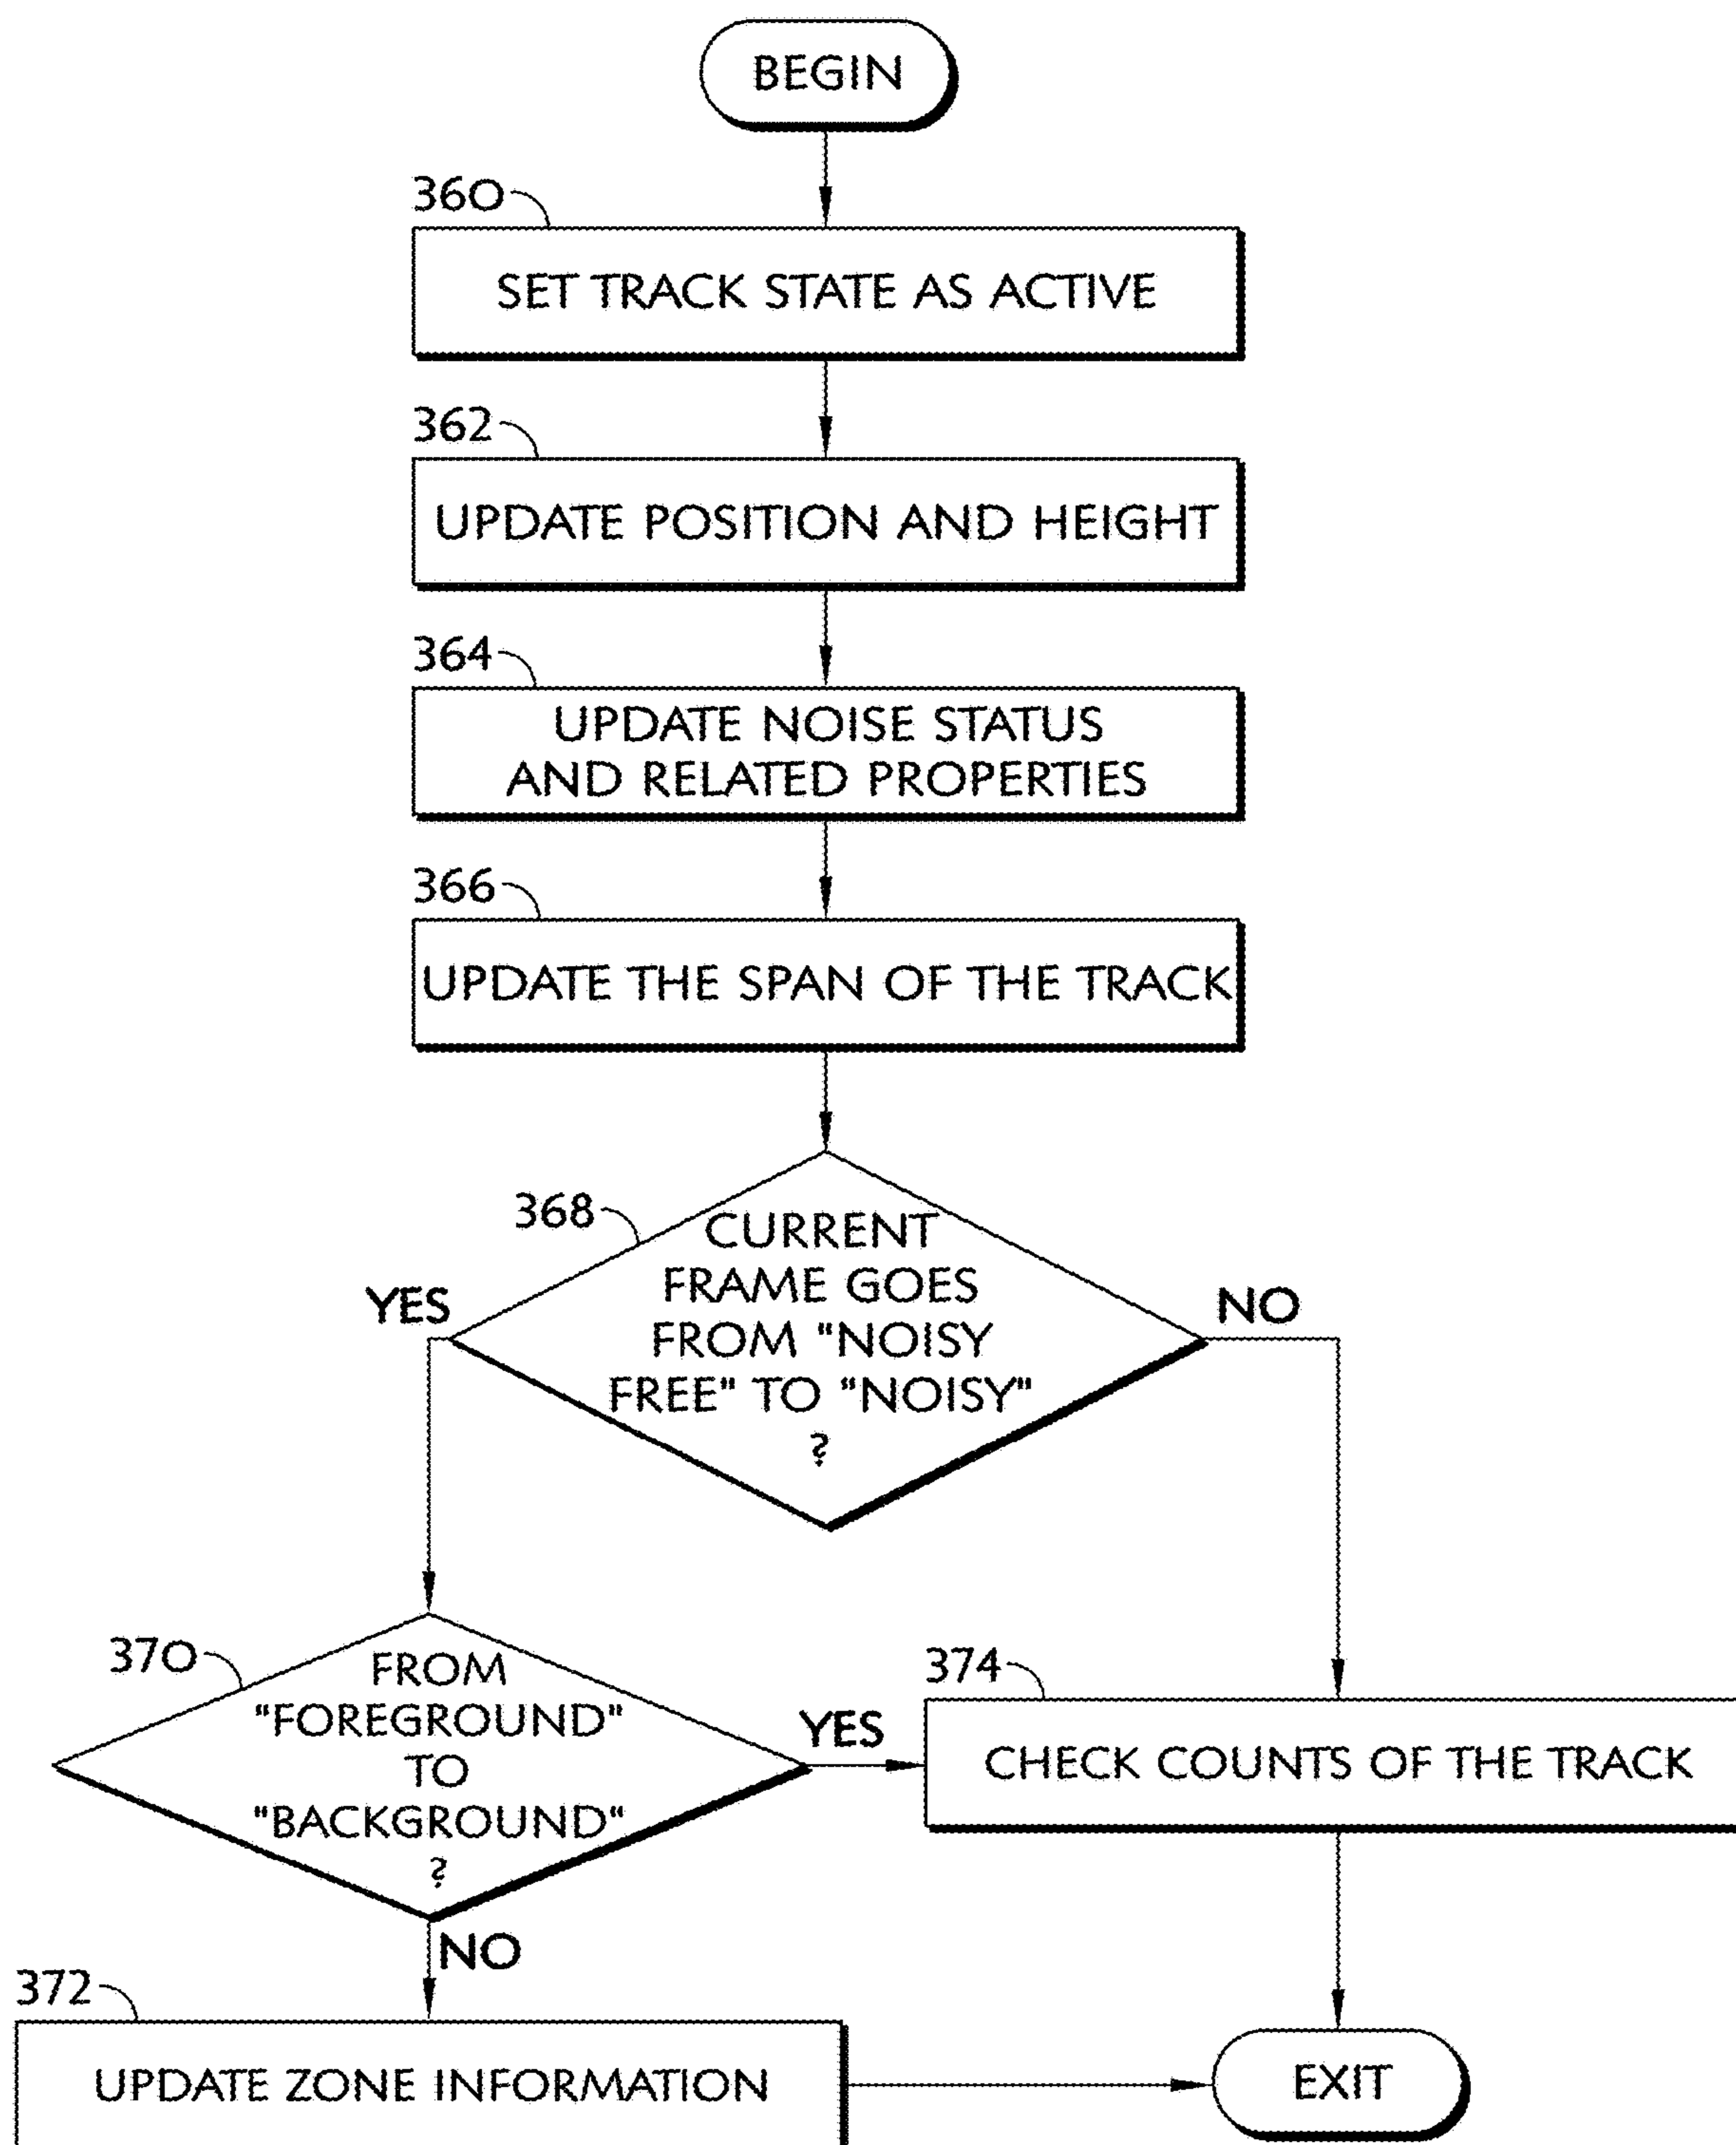 BEGIN
360
SET TRACK STATE AS ACTIVE
362
UPDATE POSITION AND HEIGHT
364
UPDATE NOISE STATUS
AND RELATED PROPERTIES
366
UPDATE THE SPAN OF THE TRACK
368
CURRENT
FRAME GOES
FROM "NOISY
FREE" TO "NOISY"
?
YES
NO
370
FROM
"FOREGROUND"
TO
"BACKGROUND"
?
YES
374
CHECK COUNTS OF THE TRACK
NO
372
UPDATE ZONE INFORMATION
EXIT